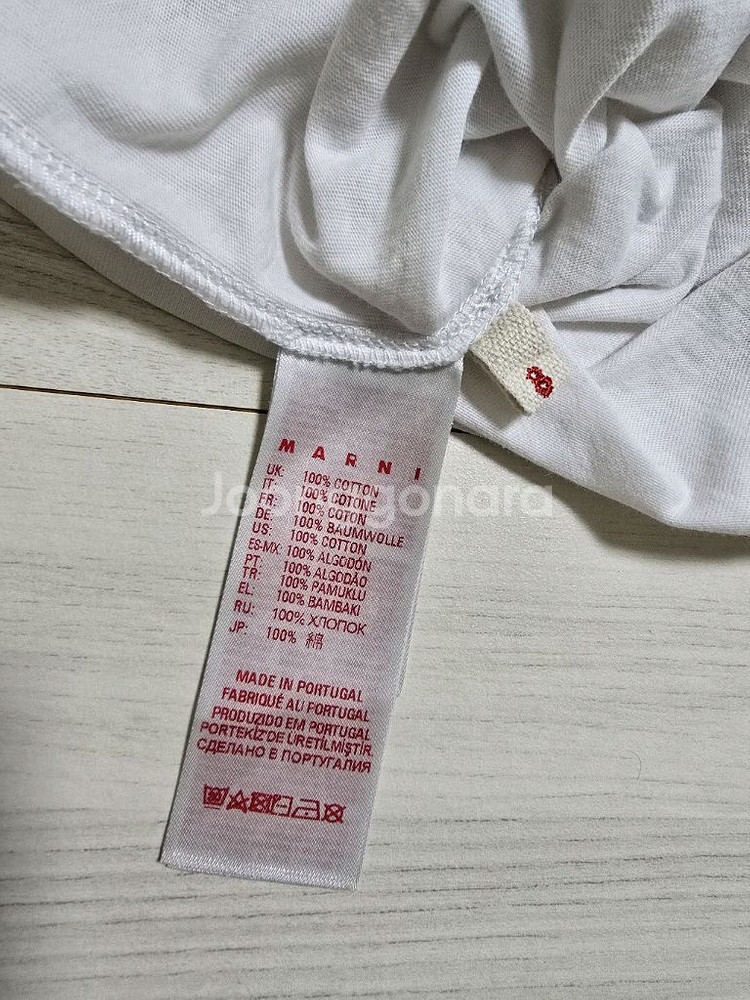 MARNI
UK: 100% COTTON
IT: 100% COTONE
FR: 100% COTON
DE: 100% BAUMWOLLE
US: 100% COTTON
ES-MX: 100% ALGODÓN
PT: 100% ALGODÃO
TR: 100% PAMUKLU
EL: 100% BAMBAKI
RU: 100% ХЛОПОК
JP: 100% 綿
MADE IN PORTUGAL
FABRIQUÉ AU PORTUGAL
PRODUZIDO EM PORTUGAL
PORTEKİZ'DE ÜRETİLMİŞTİR.
СДЕЛАНО В ПОРТУГАЛИЯ
Joonggonara